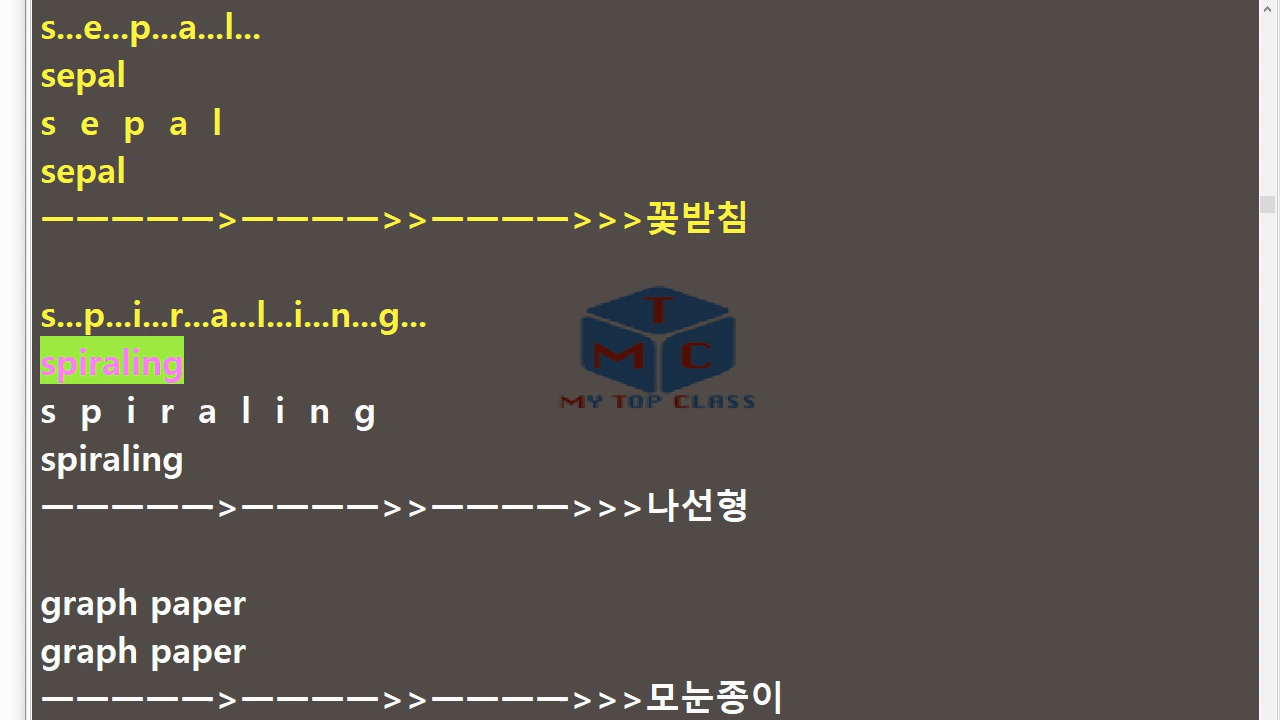 s...e...p...a...l...
sepal
s e p a l
sepal
—————>————>>————>>>꽃받침
s...p...i...r...a...l...i...n...g...
spiraling
s p i r a l i n g
spiraling
—————>————>>————>>>나선형
graph paper
graph paper
—————>————>>————>>>모눈종이
T
M C
MY TOP CLASS